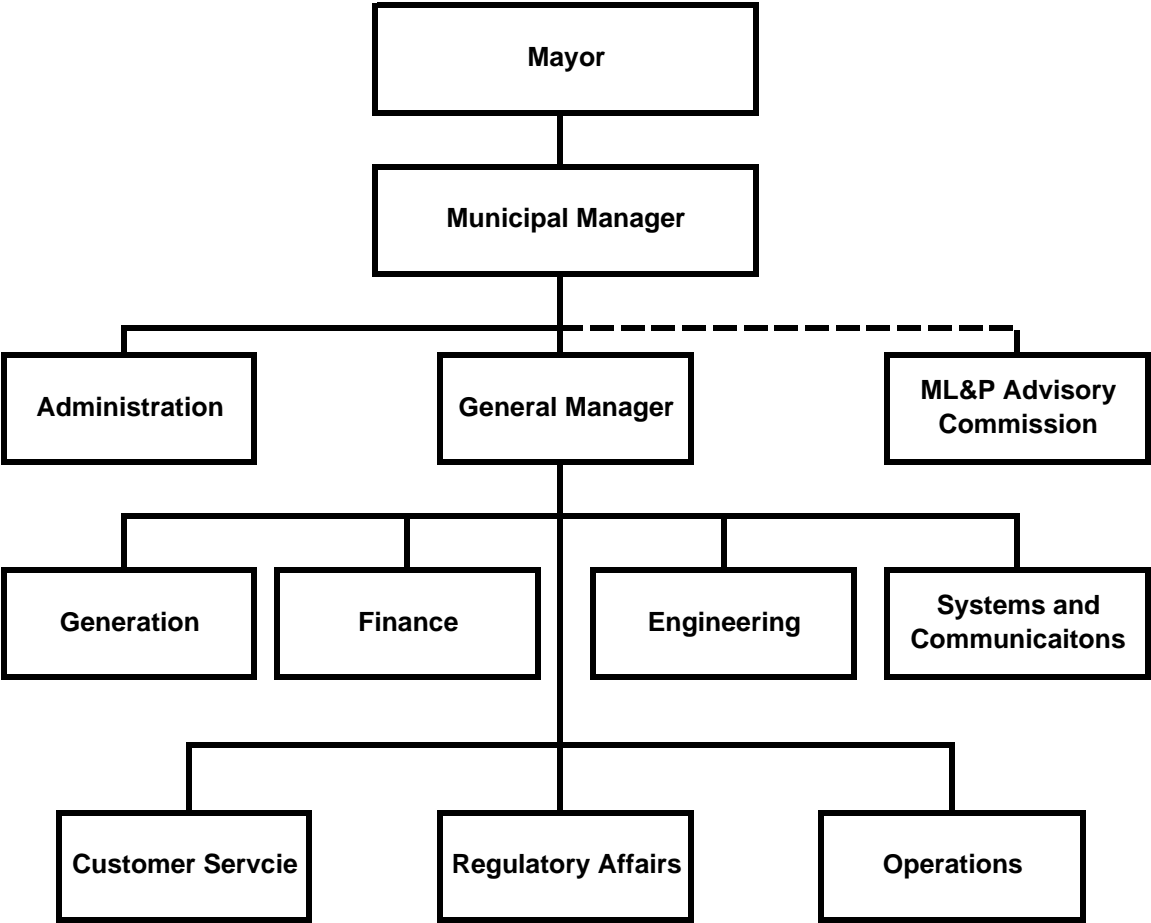 Mayor
Municipal Manager
Administration
General Manager
ML&P Advisory
Commission
Generation
Finance
Engineering
Systems and
Communicaitons
Customer Servcie
Regulatory Affairs
Operations